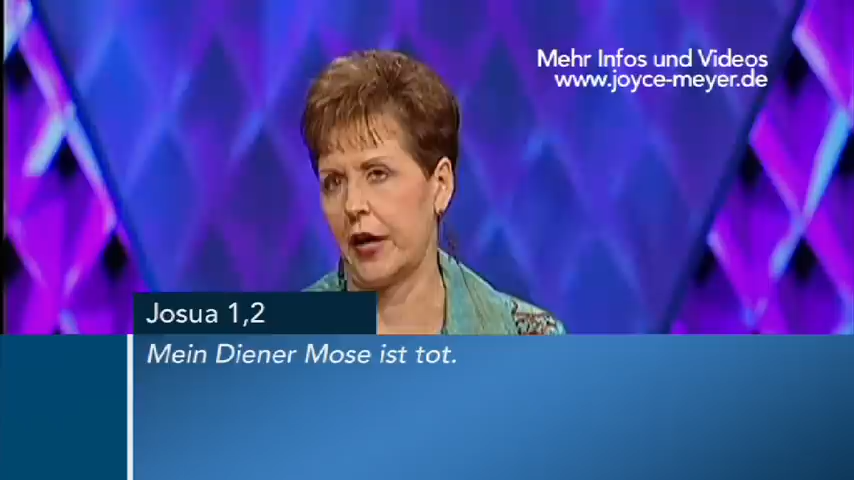 Mehr Infos und Videos
www.joyce-meyer.de
Josua 1,2
Mein Diener Mose ist tot.